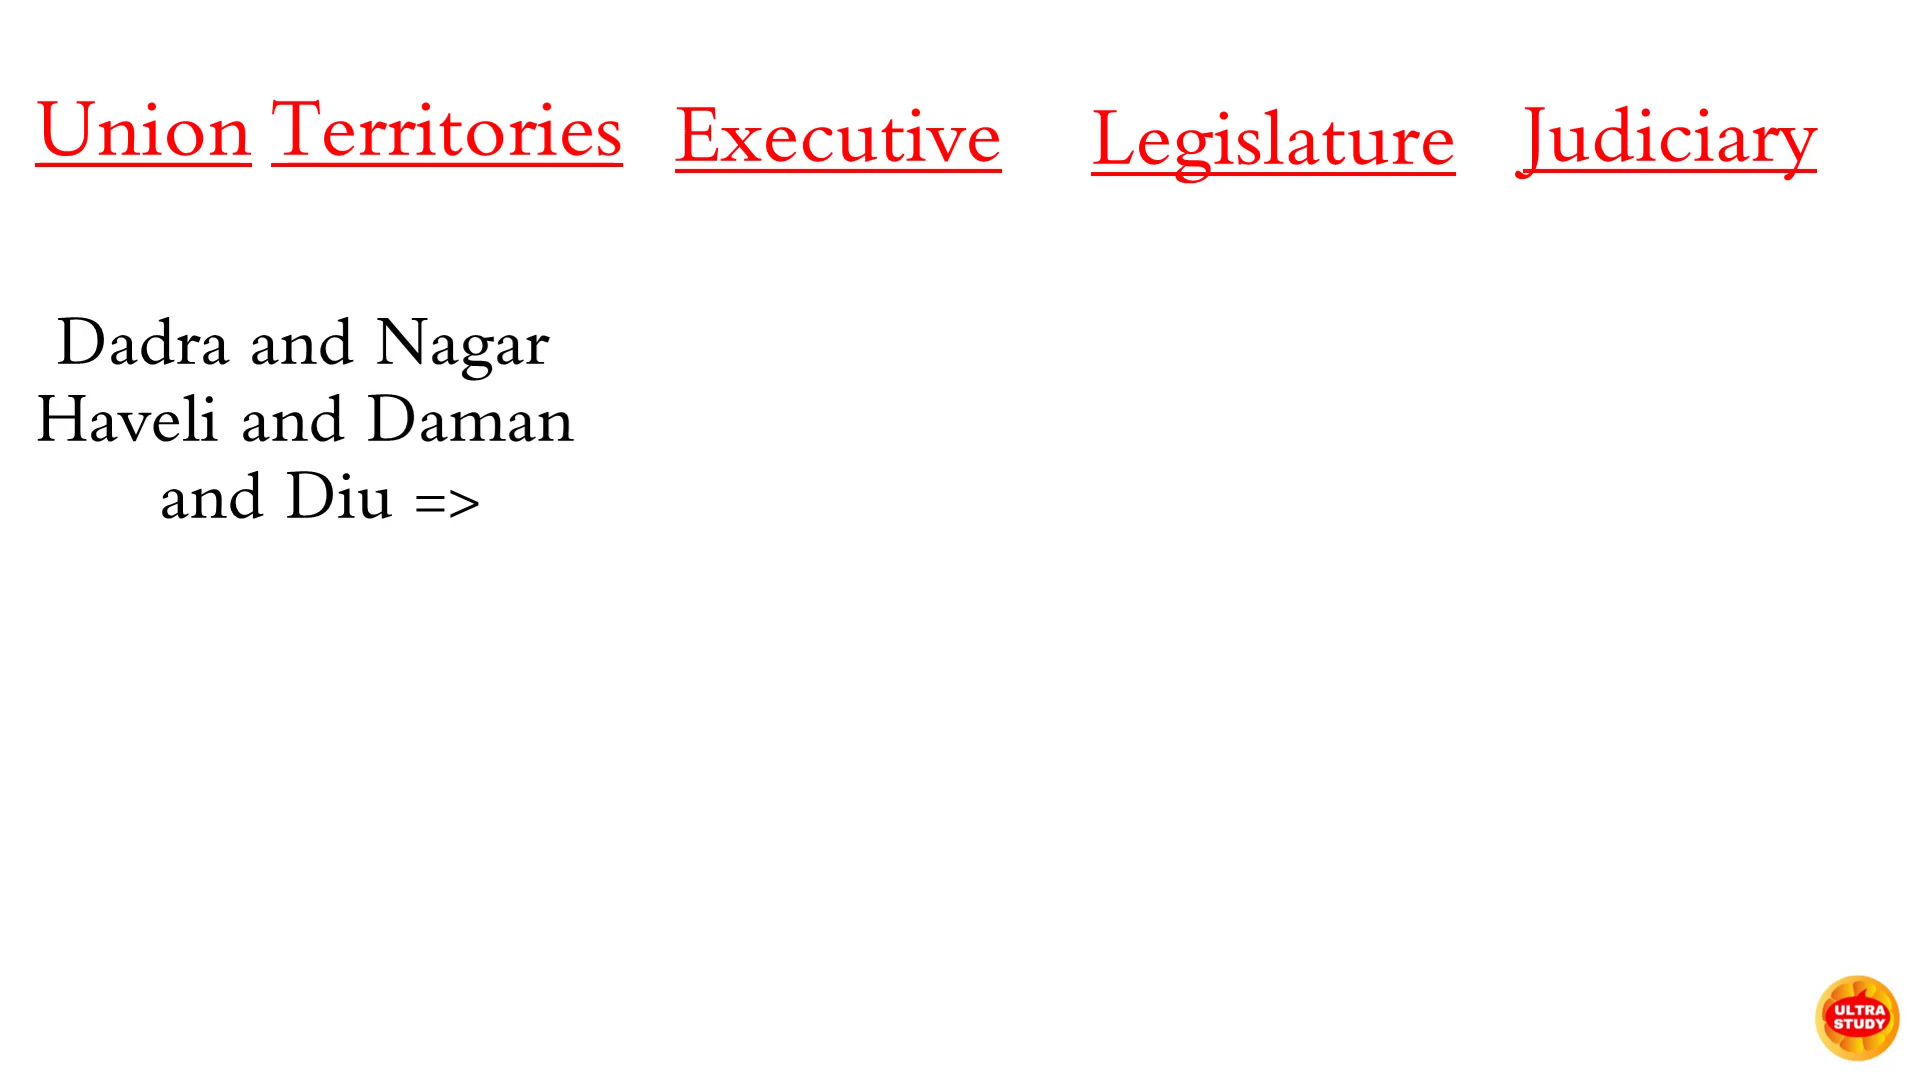 Union Territories Executive Legislature Judiciary
Dadra and Nagar
Haveli and Daman
and Diu =>
ULTRA
STUDY